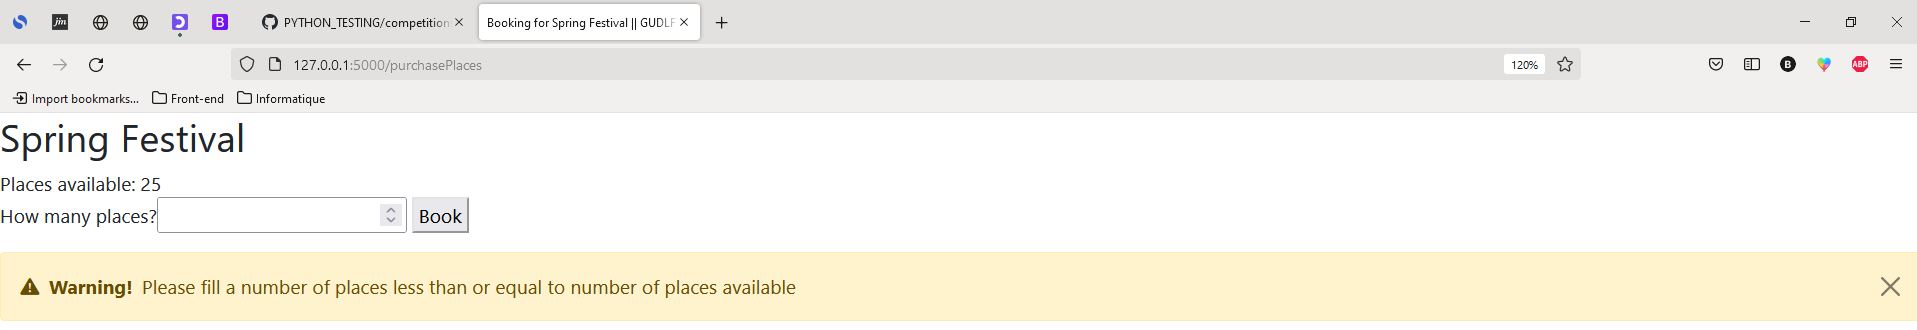 jin
B
PYTHON_TESTING/competition
Booking for Spring Festival || GUDLF
127.0.0.1:5000/purchasePlaces
120%
B
ABP
Import bookmarks...
Front-end
Informatique
Spring Festival
Places available: 25
How many places?
Book
Warning! Please fill a number of places less than or equal to number of places available